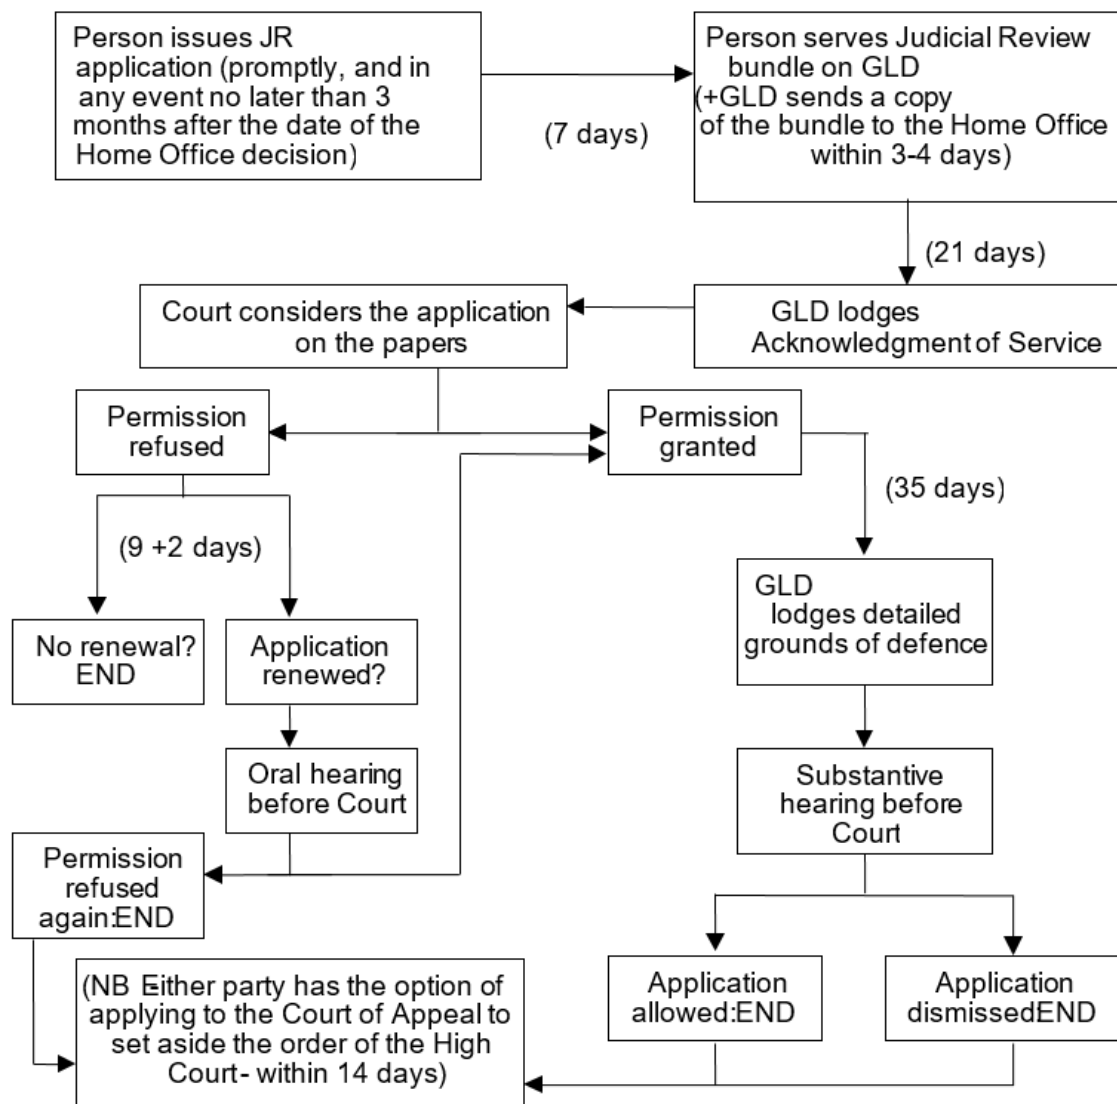 Person issues JR
application (promptly, and in
any event no later than 3
months after the date of the
Home Office decision)
(7 days)
Person serves Judicial Review
bundle on GLD
(+GLD sends a copy
of the bundle to the Home Office
within 3-4 days)
(21 days)
GLD lodges
Acknowledgment of Service
Court considers the application
on the papers
Permission
refused
Permission
granted
(35 days)
(9 +2 days)
No renewal?
END
Application
renewed?
GLD
lodges detailed
grounds of defence
Oral hearing
before Court
Substantive
hearing before
Court
Permission
refused
again:END
(NB Either party has the option of
applying to the Court of Appeal to
set aside the order of the High
Court- within 14 days)
Application
allowed:END
Application
dismissed:END